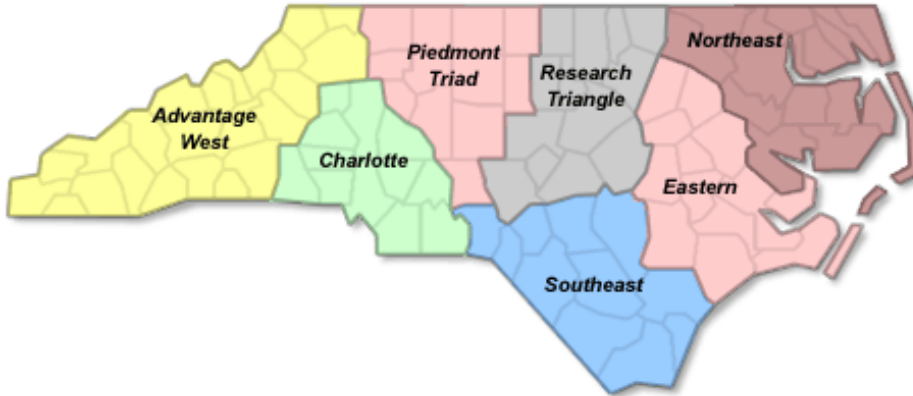 Northeast
Piedmont
Triad
Research
Triangle
Advantage
West
Charlotte
Eastern
Southeast